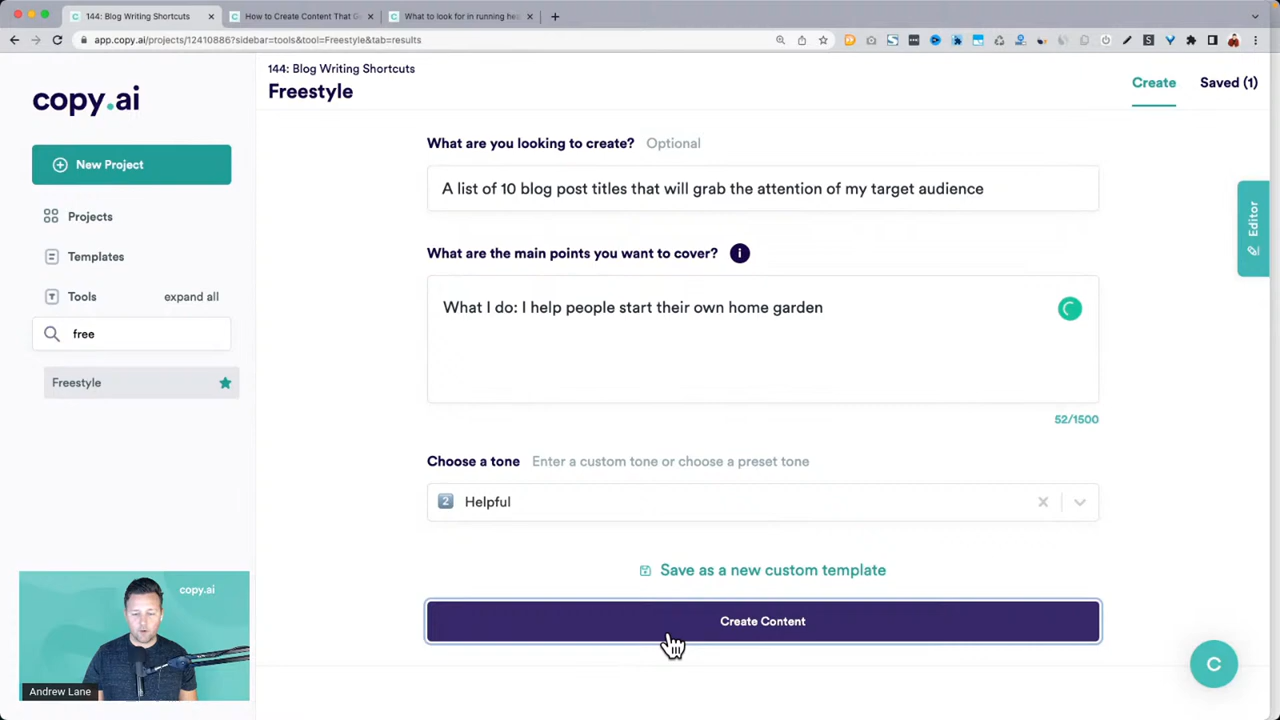 144: Blog Writing Shortcuts
How to Create Content That G
What to look for in running hea
app.copy.ai/projects/12410886?sidebar=tools&tool=Freestyle&tab=results
copy.ai
New Project
Projects
Templates
Tools
expand all
free
Freestyle
144: Blog Writing Shortcuts
Freestyle
Create
Saved (1)
What are you looking to create? Optional
A list of 10 blog post titles that will grab the attention of my target audience
What are the main points you want to cover? i
What I do: I help people start their own home garden
52/1500
Choose a tone Enter a custom tone or choose a preset tone
2 Helpful
Save as a new custom template
Create Content
Editor
C
copy.ai
Andrew Lane